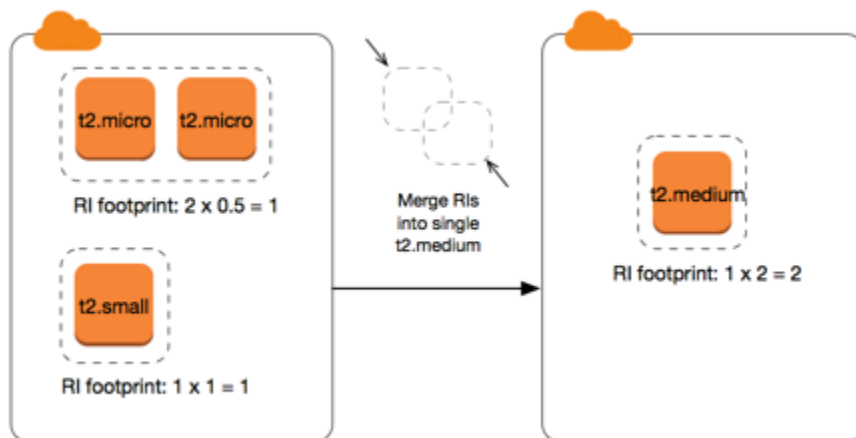 t2.micro
t2.micro
RI footprint: 2 x 0.5 = 1
t2.small
RI footprint: 1 x 1 = 1
Merge RIs
into single
t2.medium
t2.medium
RI footprint: 1 x 2 = 2